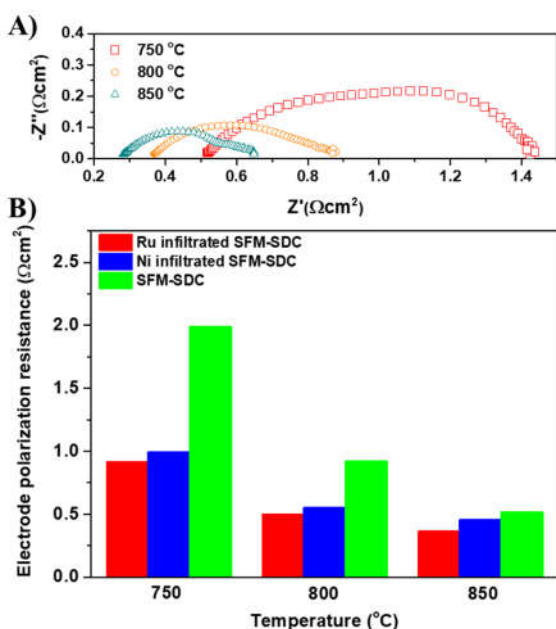 A)
750 °C
800 °C
850 °C
-Z''(Ωcm²)
0.4
0.2
0.1
0.0
0.2 0.4 0.6 0.8 1.0 1.2 1.4
Z'(Ωcm²)
B)
Ru infiltrated SFM-SDC
Ni infiltrated SFM-SDC
SFM-SDC
Electrode polarization resistance (Ωcm²)
2.5
2.0
1.5
1.0
0.5
0.0
750 800 850
Temperature (°C)